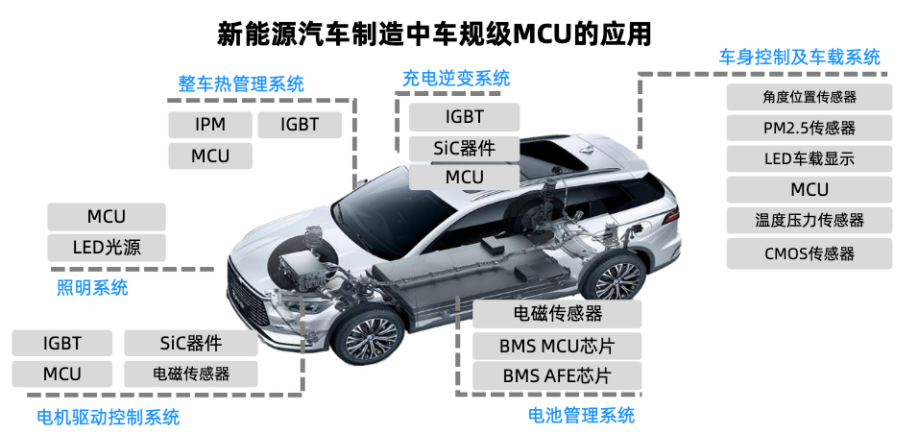 新能源汽车制造中车规级MCU的应用
整车热管理系统
IPM
IGBT
MCU
充电逆变系统
IGBT
SiC器件
MCU
车身控制及车载系统
角度位置传感器
PM2.5传感器
LED车载显示
MCU
温度压力传感器
CMOS传感器
MCU
LED光源
照明系统
IGBT
SiC器件
MCU
电磁传感器
电机驱动控制系统
电磁传感器
BMS MCU芯片
BMS AFE芯片
电池管理系统